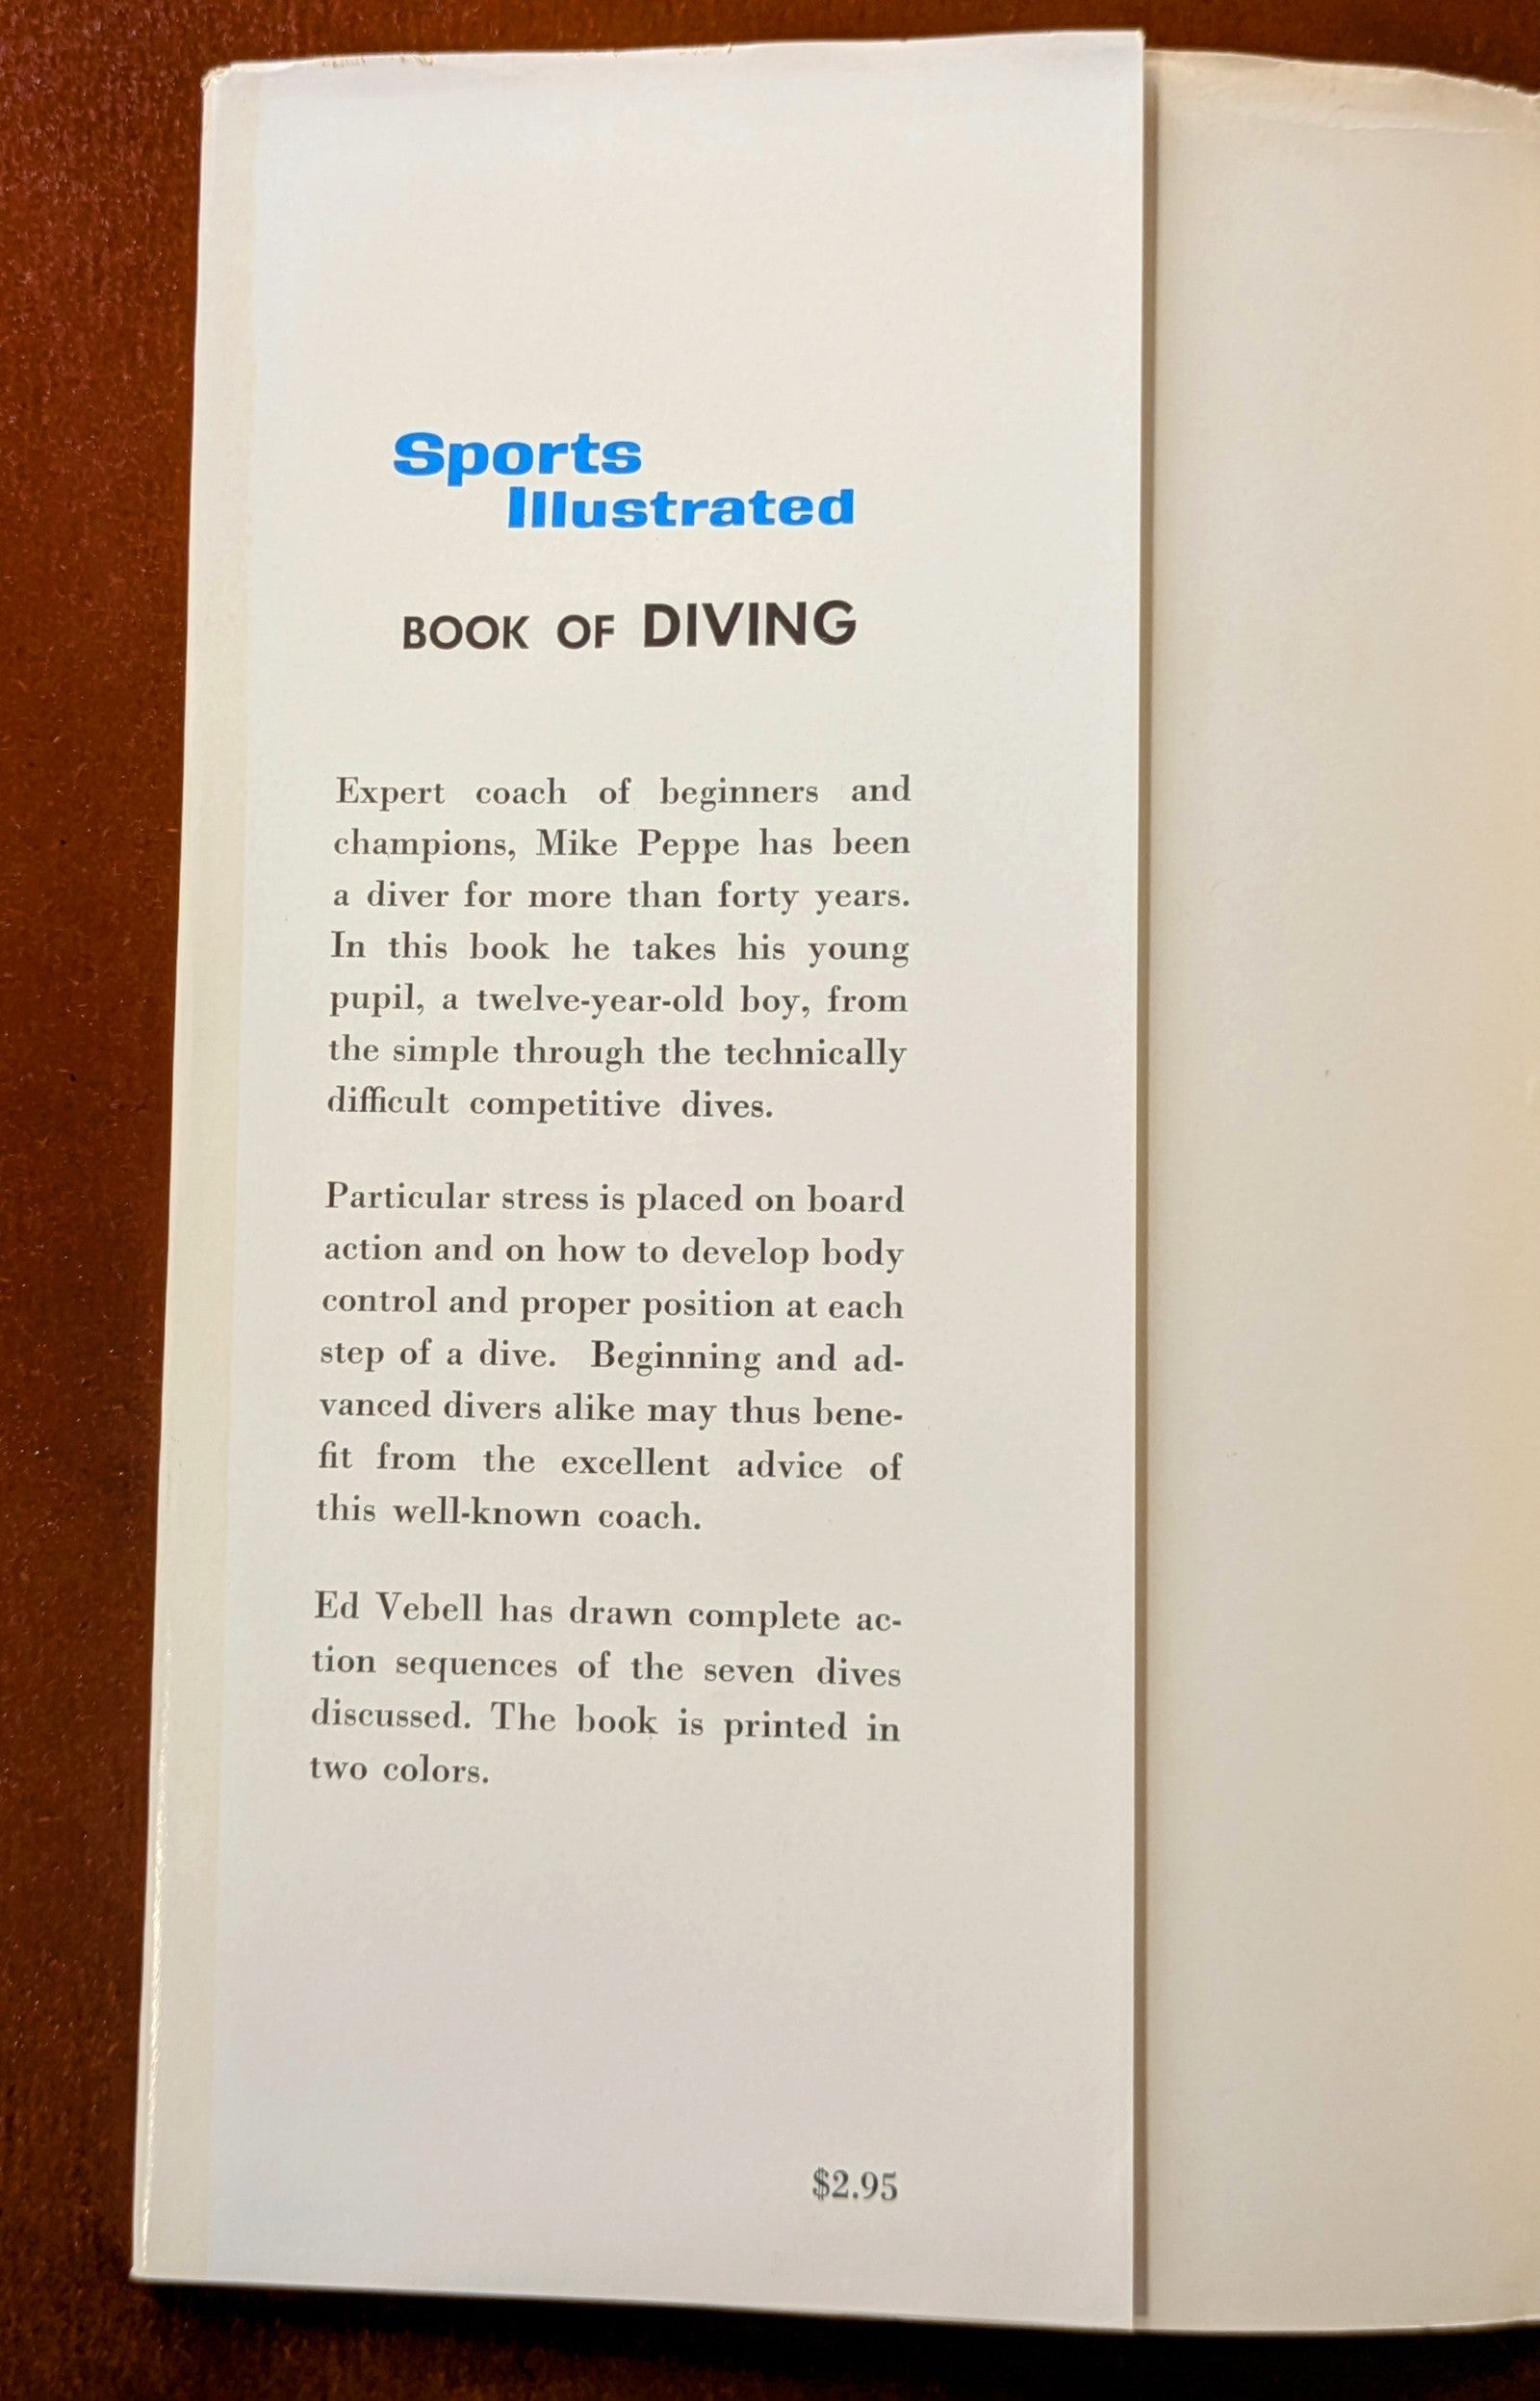 Sports
Illustrated
BOOK OF DIVING
Expert coach of beginners and
champions, Mike Peppe has been
a diver for more than forty years.
In this book he takes his young
pupil, a twelve-year-old boy, from
the simple through the technically
difficult competitive dives.
Particular stress is placed on board
action and on how to develop body
control and proper position at each
step of a dive. Beginning and ad-
vanced divers alike may thus bene-
fit from the excellent advice of
this well-known coach.
Ed Vebell has drawn complete ac-
tion sequences of the seven dives
discussed. The book is printed in
two colors.
$2.95